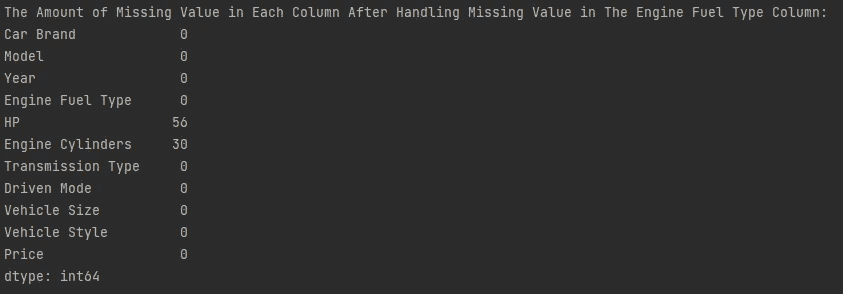 The Amount of Missing Value in Each Column After Handling Missing Value in The Engine Fuel Type Column:
Car Brand             0
Model                 0
Year                  0
Engine Fuel Type      0
HP                   56
Engine Cylinders     30
Transmission Type     0
Driven Mode           0
Vehicle Size          0
Vehicle Style         0
Price                 0
dtype: int64